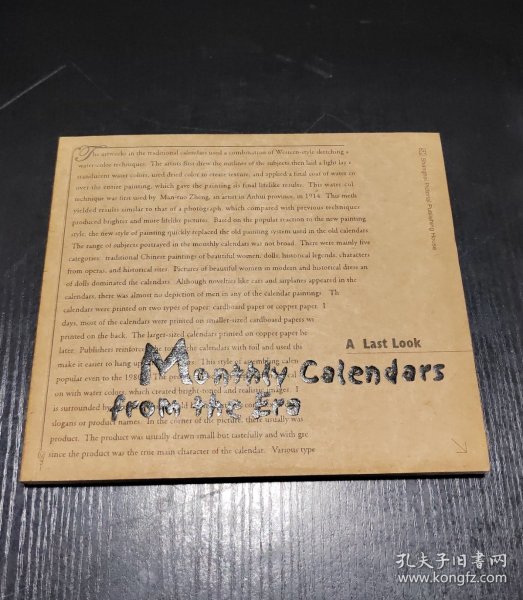 The artworks in the traditional calendars used a combination of Western-style sketching a
water-color techniques. The artists first drew the outlines of the subjects then laid a light lay
translucent water colors, used dried color to create texture, and applied a final coat of water co
over the entire painting, which gave the painting its final lifelike results. This water-col
technique was first used by Man-tuo Zheng, an artist in Anhui province, in 1914. This meth
yielded results similar to that of a photograph, which compared with previous technique
produced brighter and more lifelike pictures. Based on the popular reaction to the new painting
style, the new style of painting quickly replaced the old painting system used in the old calendars.
The range of subjects portrayed in the monthly calendars was not broad. There were mainly five
categories: traditional Chinese paintings of beautiful women, dolls, historical legends, characters
from operas, and historical sites. Pictures of beautiful women in modern and historical dress an
of dolls dominated the calendars. Although novelties like cars and airplanes appeared in the
calendars, there was almost no depiction of men in any of the calendar paintings. Th
calendars were printed on two types of paper: cardboard paper or copper paper. I
days, most of the calendars were printed on smaller-sized cardboard papers wi
printed on the back. The larger-sized calendars printed on copper paper be
later. Publishers reinforced the calendars with foil and used tha
make it easier to hang up This style of assembling calen
popular even to the 1980
on with water color, which created bright-toned and realistic images. I
is surrounded by
slogans or product names. In the corner of the picture, there usually was
product. The product was usually drawn small but tastefully and with gre
since the product was the true main character of the calendar. Various type
A Last Look
Monthly Calendars
from the Era
孔夫子旧书网
www.kongfz.com